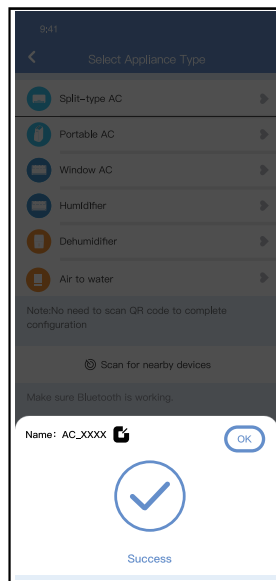 9:41
Select Appliance Type
Split-type AC
Portable AC
Window AC
Humidifier
Dehumidifier
Air to water
Note:No need to scan QR code to complete
configuration
Scan for nearby devices
Make sure Bluetooth is working.
Name: AC_XXXX
OK
Success